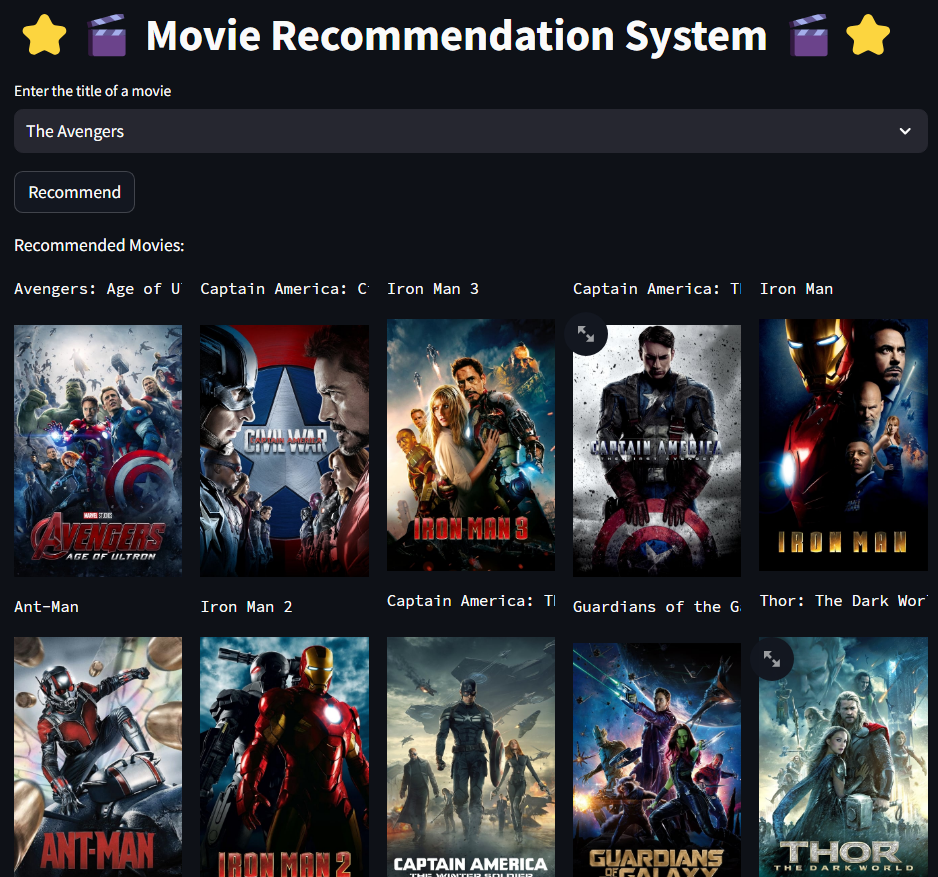 Movie Recommendation System
Enter the title of a movie
The Avengers
Recommend
Recommended Movies:
Avengers: Age of U
Captain America: C
Iron Man 3
Captain America: T
Iron Man
MARVEL STUDIOS
AVENGERS
AGE OF ULTRON
CIVIL WAR
CAPTAIN AMERICA
IRON MAN 3
CAPTAIN AMERICA
IRON MAN
Ant-Man
Iron Man 2
Captain America: T
Guardians of the G
Thor: The Dark Wor
ANT-MAN
IRON MAN 2
CAPTAIN AMERICA
THE WINTER SOLDIER
GUARDIANS
OF THE GALAXY
THOR
THE DARK WORLD